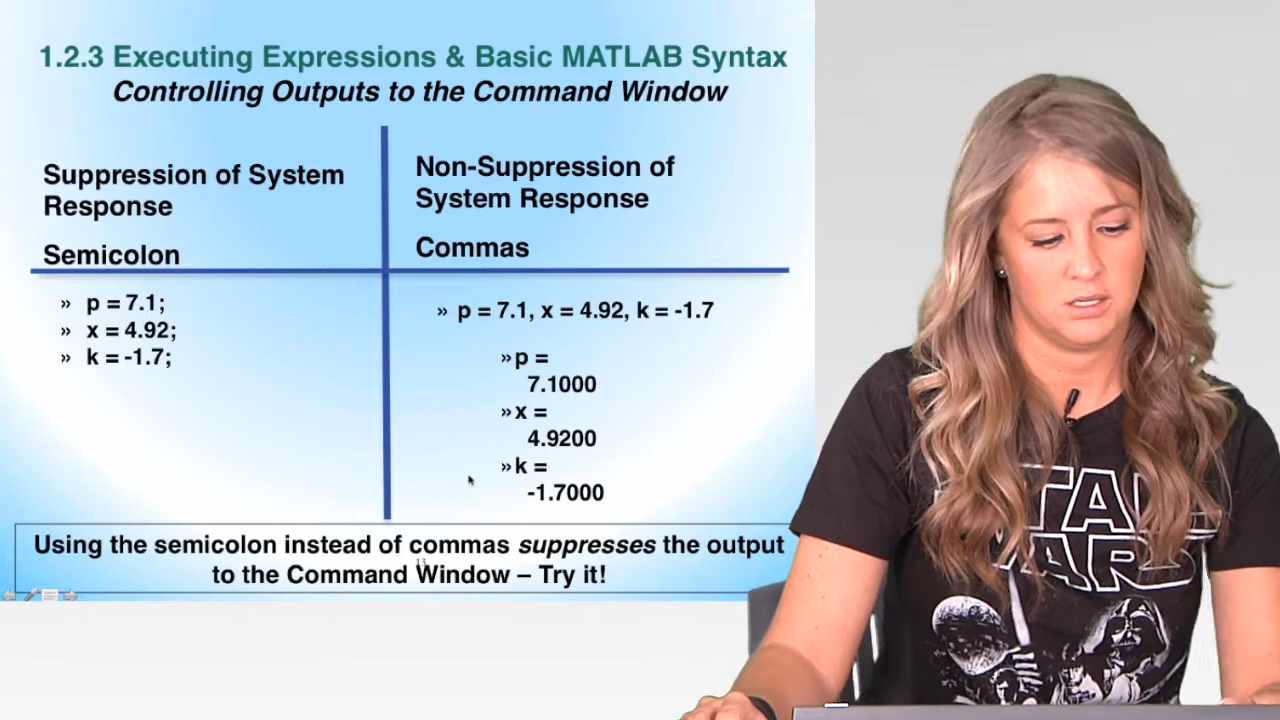 1.2.3 Executing Expressions & Basic MATLAB Syntax
Controlling Outputs to the Command Window
Suppression of System
Response
Semicolon
» p = 7.1;
» x = 4.92;
» k = -1.7;
Non-Suppression of
System Response
Commas
» p = 7.1, x = 4.92, k = -1.7
»p =
7.1000
»x =
4.9200
»k =
-1.7000
Using the semicolon instead of commas suppresses the output
to the Command Window – Try it!
13
STAR
WARS